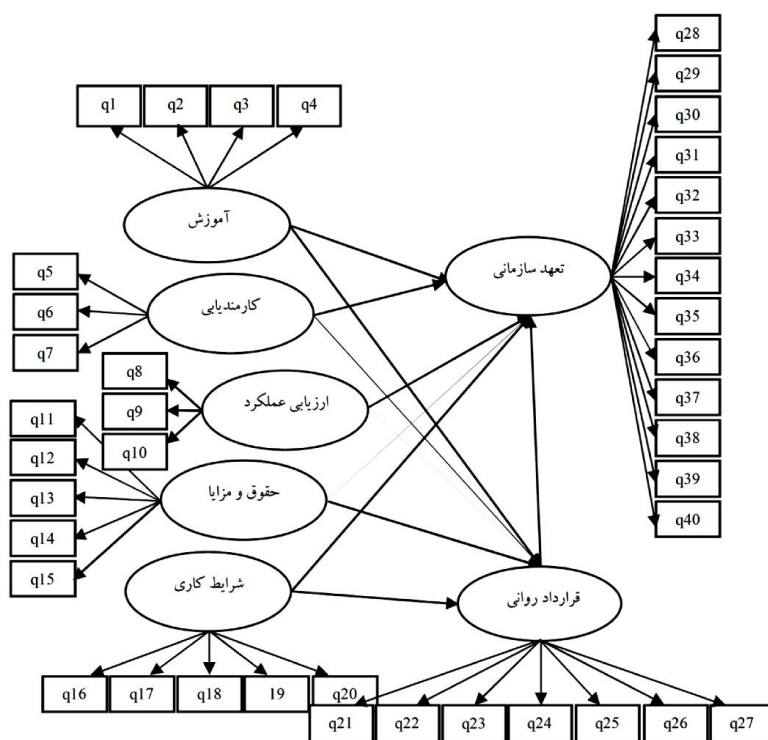 q28
q29
q1 q2 q3 q4
q30
q31
q32
آموزش
q33
q5
تعهد سازمانی
q34
کارمندیابی
q6
q35
q7
q36
q8
ارزیابی عملکرد
q37
q9
q11
q38
q10
q12
q39
حقوق و مزایا
q13
q40
q14
q15
شرایط کاری
قرارداد روانی
q16 q17 q18 19 q20
q21 q22 q23 q24 q25 q26 q27